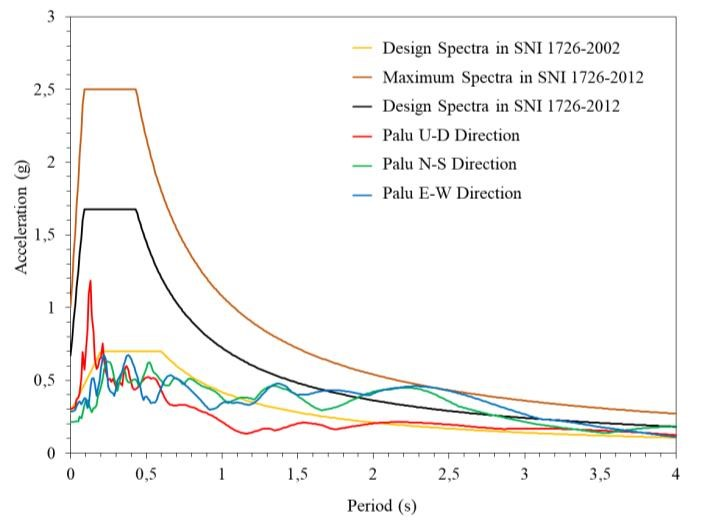 3
2,5
2
1,5
1
0,5
0
Acceleration (g)
Design Spectra in SNI 1726-2002
Maximum Spectra in SNI 1726-2012
Design Spectra in SNI 1726-2012
Palu U-D Direction
Palu N-S Direction
Palu E-W Direction
0 0,5 1 1,5 2 2,5 3 3,5 4
Period (s)